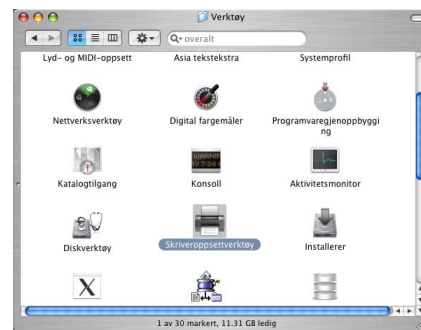 Verktøy
overalt
Lyd- og MIDI-oppsett
Asia tekstekstra
Systemprofil
Nettverksverktøy
Digital fargemåler
Programvaregjenoppbyggi
ng
Katalogtilgang
Konsoll
Aktivitetsmonitor
Diskverktøy
Skriveroppsettverktøy
Installerer
X
1 av 30 markert, 11.31 GB ledig